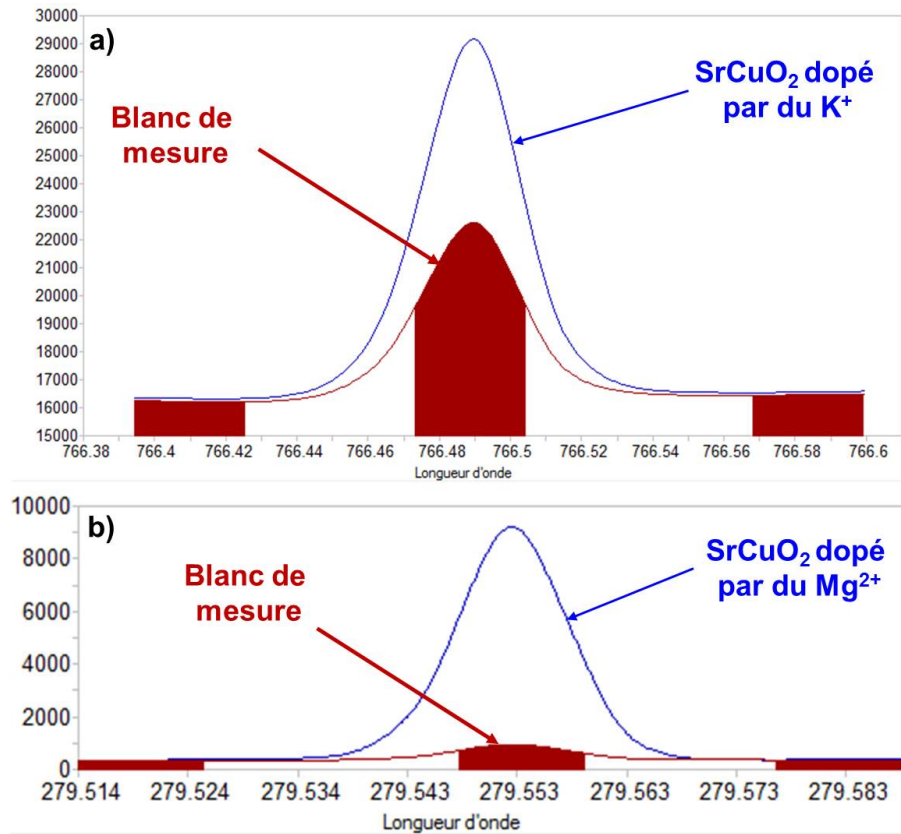 a)
30000
29000
28000
27000
26000
25000
24000
23000
22000
21000
20000
19000
18000
17000
16000
15000
Blanc de
mesure
SrCuO₂ dopé
par du K⁺
766.38 766.4 766.42 766.44 766.46 766.48 766.5 766.52 766.54 766.56 766.58 766.6
Longueur d'onde
b)
10000
8000
6000
4000
2000
0
Blanc de
mesure
SrCuO₂ dopé
par du Mg²⁺
279.514 279.524 279.534 279.543 279.553 279.563 279.573 279.583
Longueur d'onde